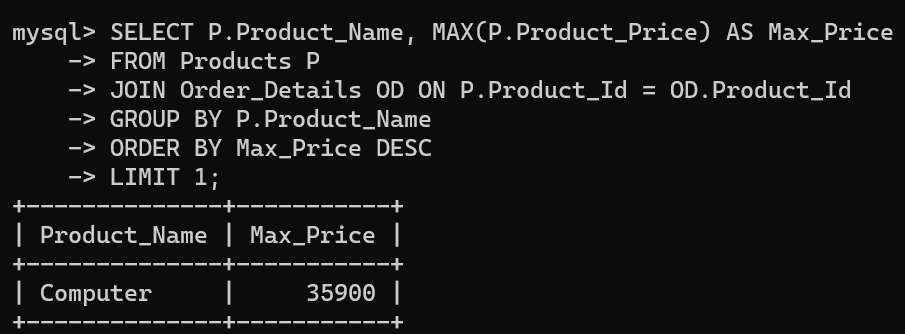 mysql> SELECT P.Product_Name, MAX(P.Product_Price) AS Max_Price
    -> FROM Products P
    -> JOIN Order_Details OD ON P.Product_Id = OD.Product_Id
    -> GROUP BY P.Product_Name
    -> ORDER BY Max_Price DESC
    -> LIMIT 1;
+--------------+-----------+
| Product_Name | Max_Price |
+--------------+-----------+
| Computer     |     35900 |
+--------------+-----------+